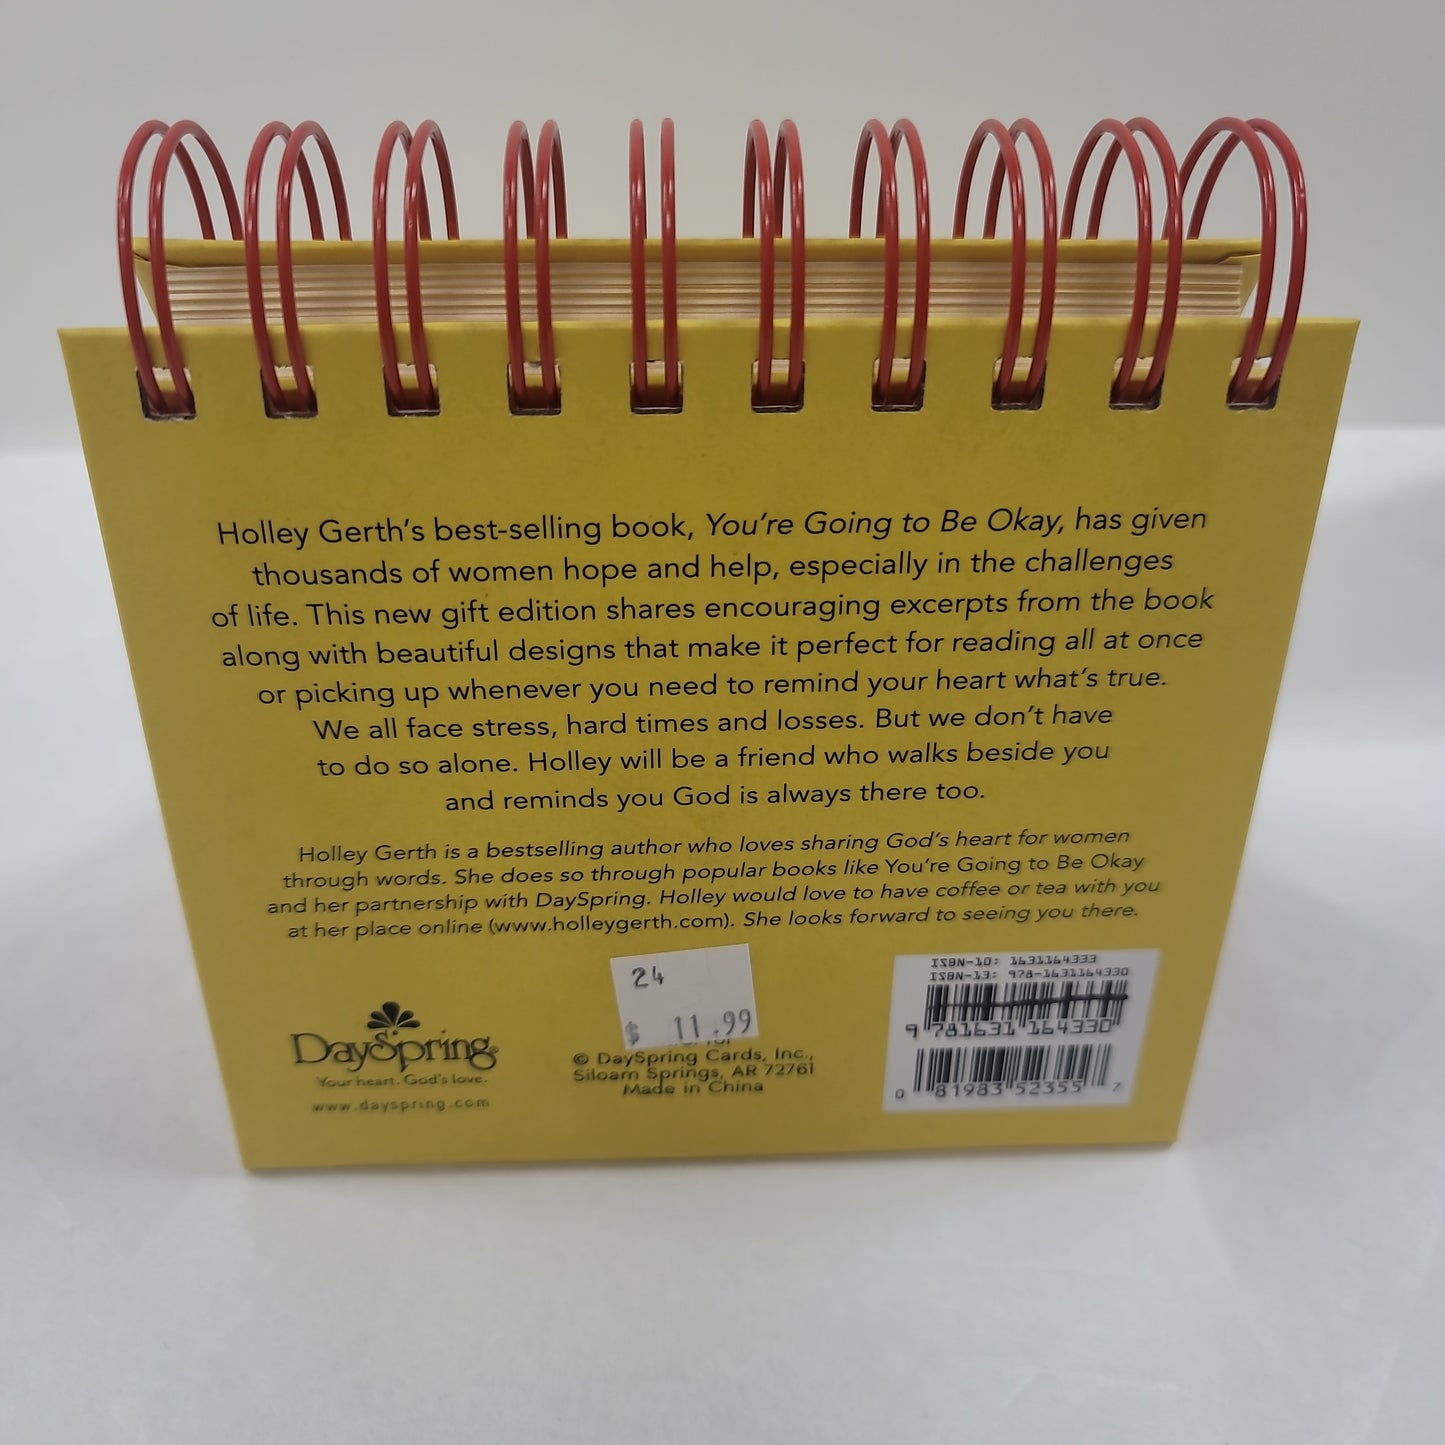 Holley Gerth's best-selling book, You're Going to Be Okay, has given
thousands of women hope and help, especially in the challenges
of life. This new gift edition shares encouraging excerpts from the book
along with beautiful designs that make it perfect for reading all at once
or picking up whenever you need to remind your heart what's true.
We all face stress, hard times and losses. But we don't have
to do so alone. Holley will be a friend who walks beside you
and reminds you God is always there too.
Holley Gerth is a bestselling author who loves sharing God's heart for women
through words. She does so through popular books like You're Going to Be Okay
and her partnership with DaySpring. Holley would love to have coffee or tea with you
at her place online (www.holleygerth.com). She looks forward to seeing you there.
DaySpring®
Your heart. God's love.
www.dayspring.com
24
$ 11.99
© DaySpring Cards, Inc.,
Siloam Springs, AR 72761
Made in China
ISBN-10: 1631164333
ISBN-13: 978-1631164330
9 781631 164330
0 81983 52355 7